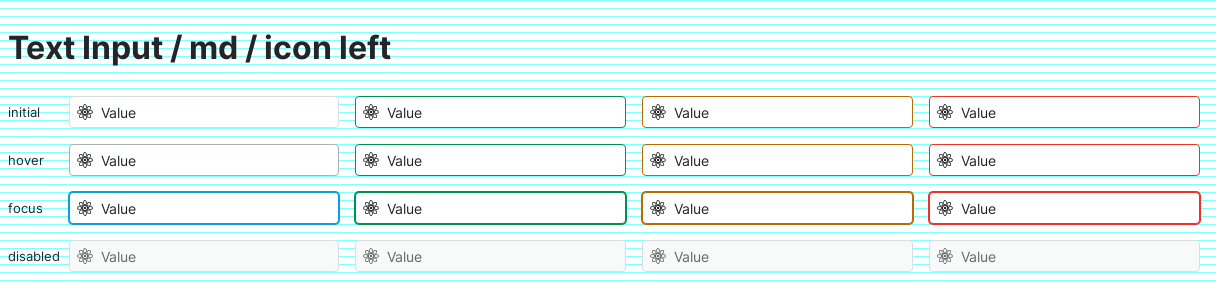 Text Input / md / icon left
initial Value Value Value Value
hover Value Value Value Value
focus Value Value Value Value
disabled Value Value Value Value